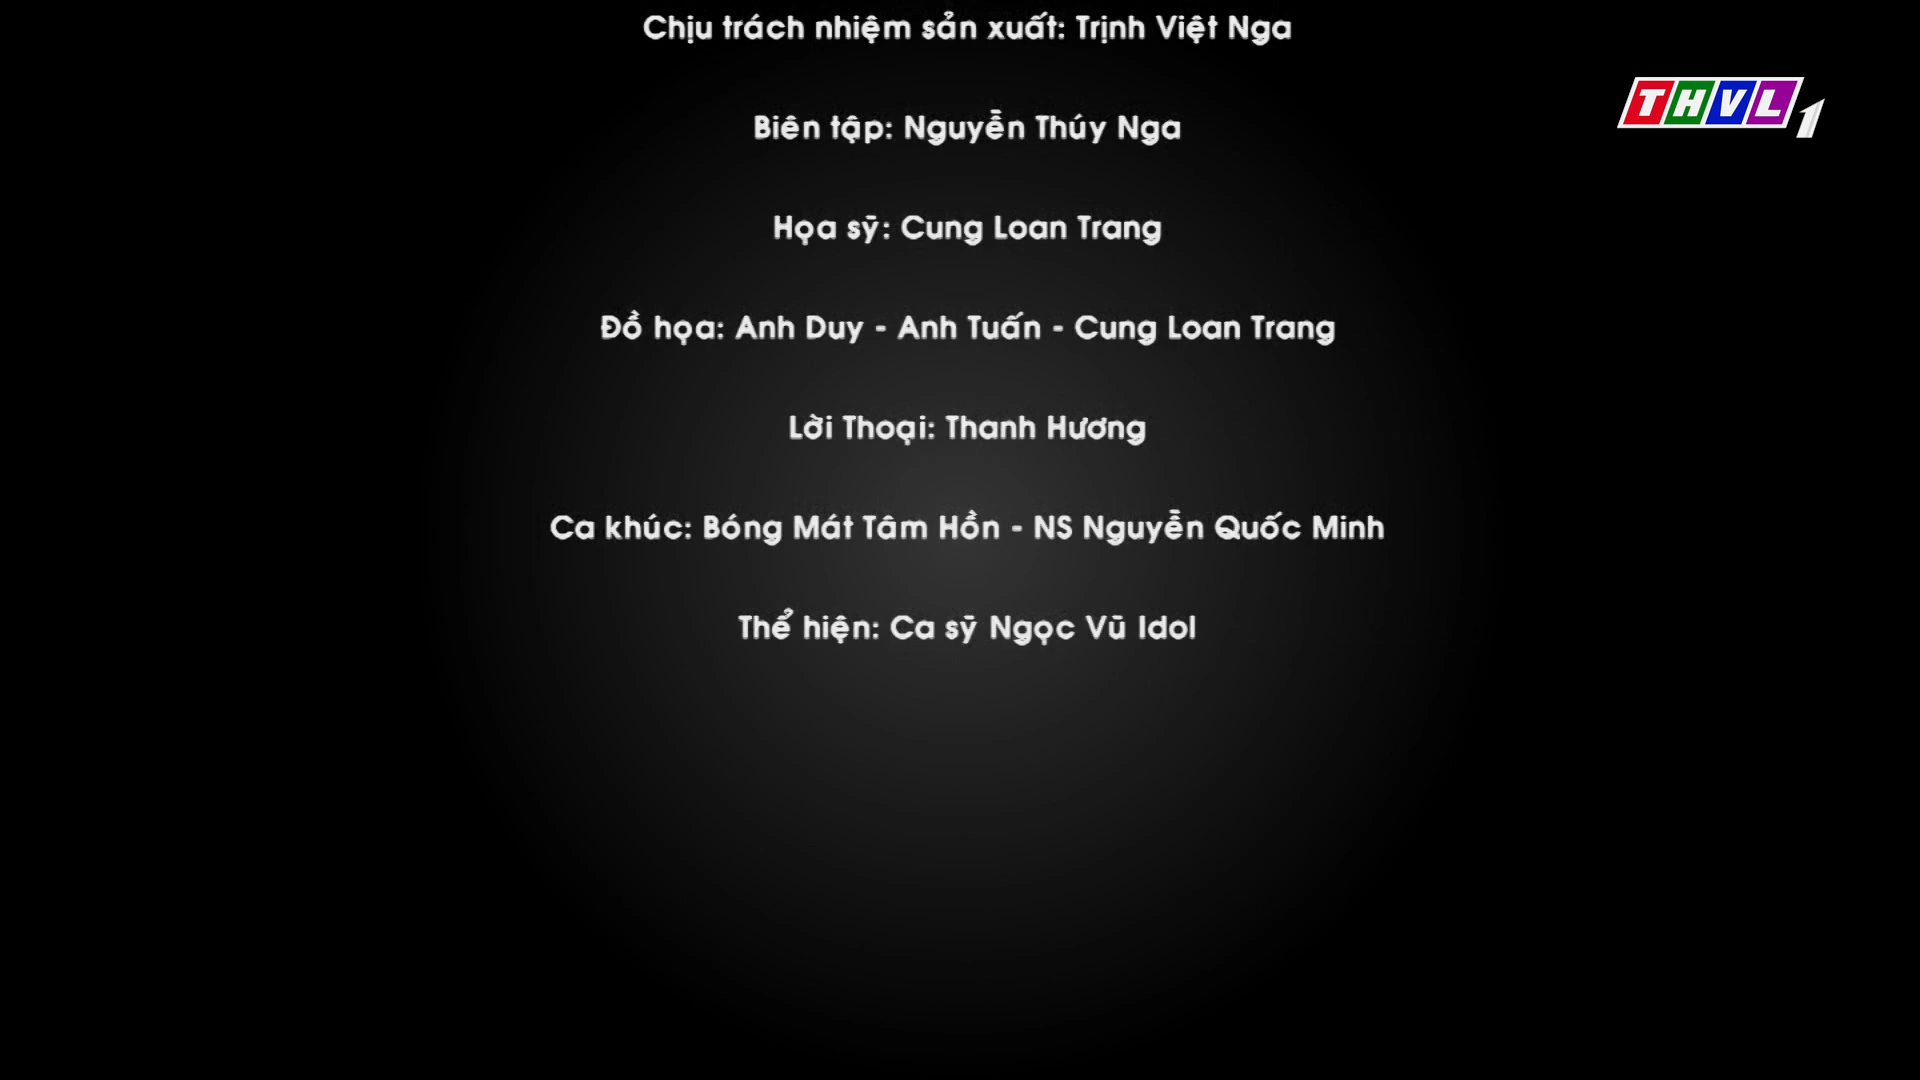 Chịu trách nhiệm sản xuất: Trịnh Việt Nga
THVL1
Biên tập: Nguyễn Thúy Nga
Họa sỹ: Cung Loan Trang
Đồ họa: Anh Duy - Anh Tuấn - Cung Loan Trang
Lời Thoại: Thanh Hương
Ca khúc: Bóng Mát Tâm Hồn - NS Nguyễn Quốc Minh
Thể hiện: Ca sỹ Ngọc Vũ Idol